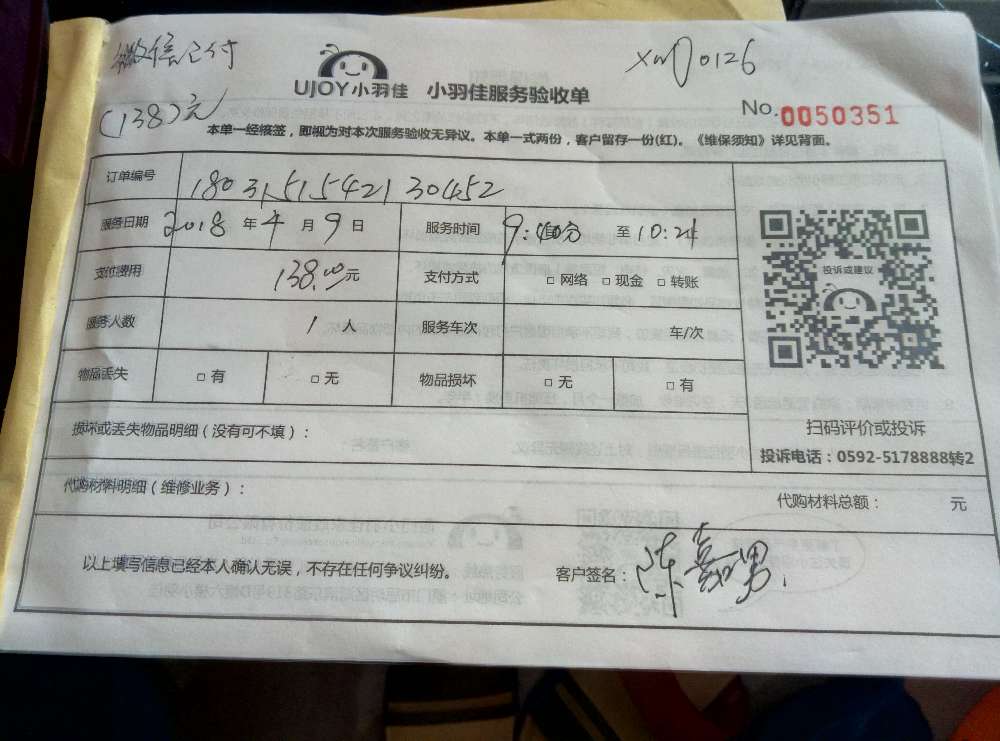 微信已付
(138)元
xm 0126
UJOY小羽佳 小羽佳服务验收单
No.0050351
本单一经核签，即视为对本次服务验收无异议。本单一式两份，客户留存一份(红)。《维保须知》详见背面。
订单编号 18031515421 30452
服务日期 2018 年 4 月 9 日 服务时间 9: 分 至 10:24
支付费用 138.00元 支付方式 □ 网络 □ 现金 □ 转账
服务人数 1 人 服务车次 车/次
物品丢失 □ 有 □ 无 物品损坏 □ 无 □ 有
投诉或建议
扫码评价或投诉
投诉电话：0592-5178888转2
损坏或丢失物品明细（没有可不填）：
代购材料明细（维修业务）： 代购材料总额： 元
以上填写信息已经本人确认无误，不存在任何争议纠纷。 客户签名：